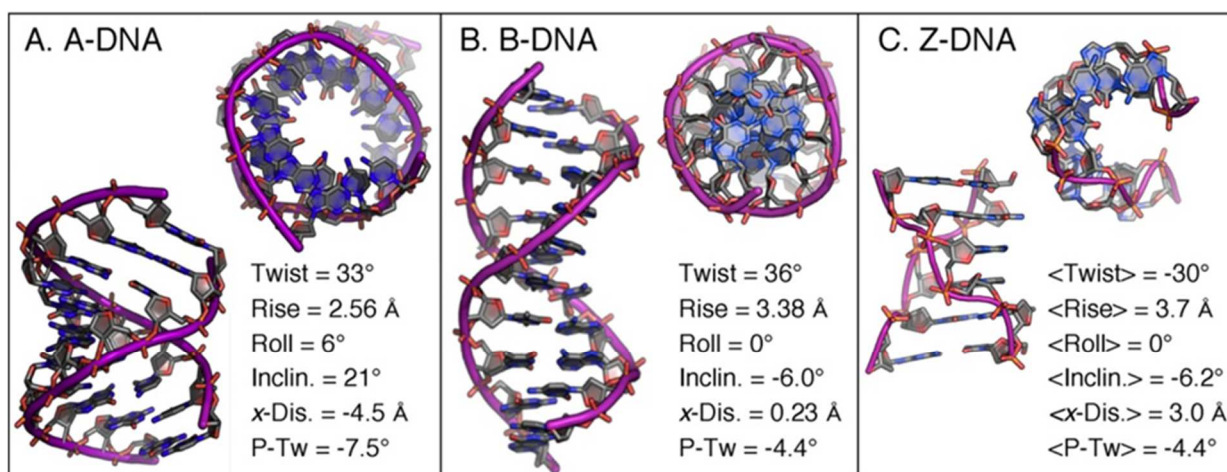 A. A-DNA
Twist = 33°
Rise = 2.56 Å
Roll = 6°
Inclin. = 21°
x-Dis. = -4.5 Å
P-Tw = -7.5°
B. B-DNA
Twist = 36°
Rise = 3.38 Å
Roll = 0°
Inclin. = -6.0°
x-Dis. = 0.23 Å
P-Tw = -4.4°
C. Z-DNA
<Twist> = -30°
<Rise> = 3.7 Å
<Roll> = 0°
<Inclin.> = -6.2°
<x-Dis.> = 3.0 Å
<P-Tw> = -4.4°